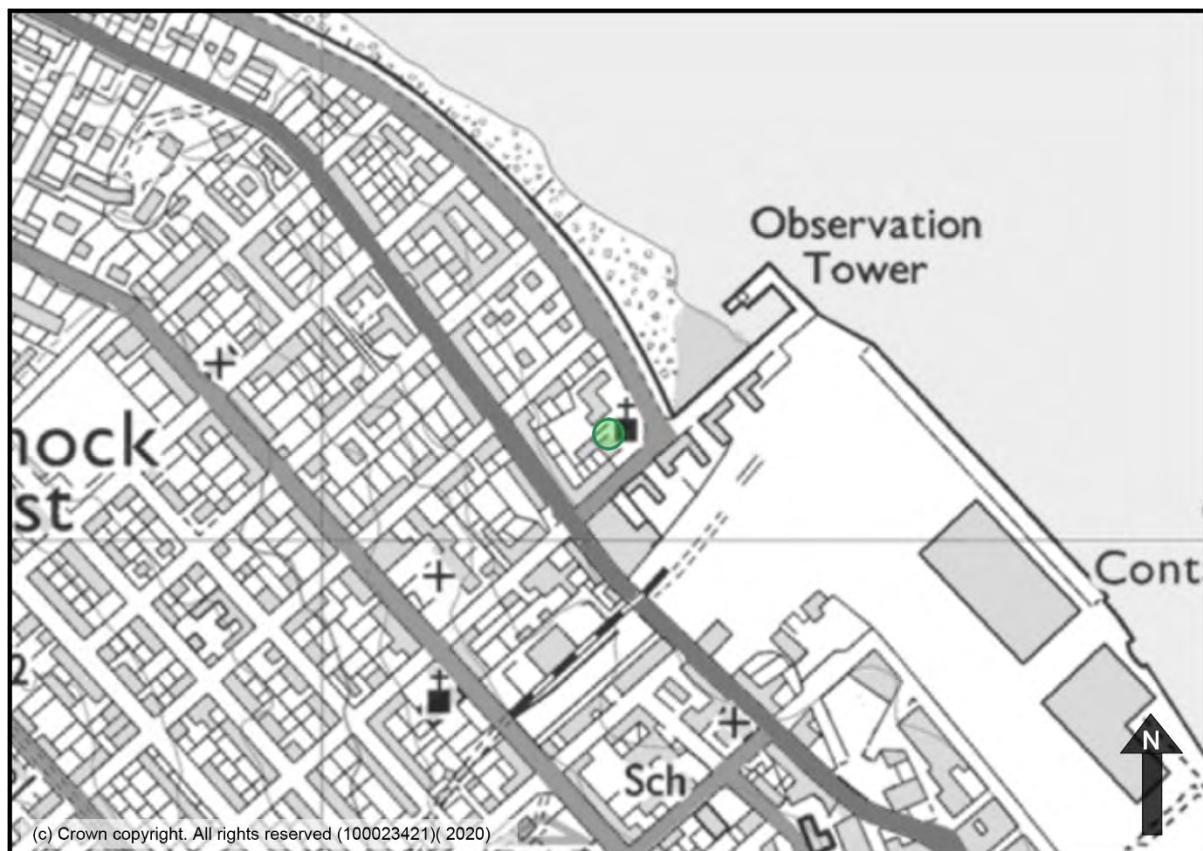 Observation
Tower
nock
st
Cont
Sch
N
(c) Crown copyright. All rights reserved (100023421)( 2020)